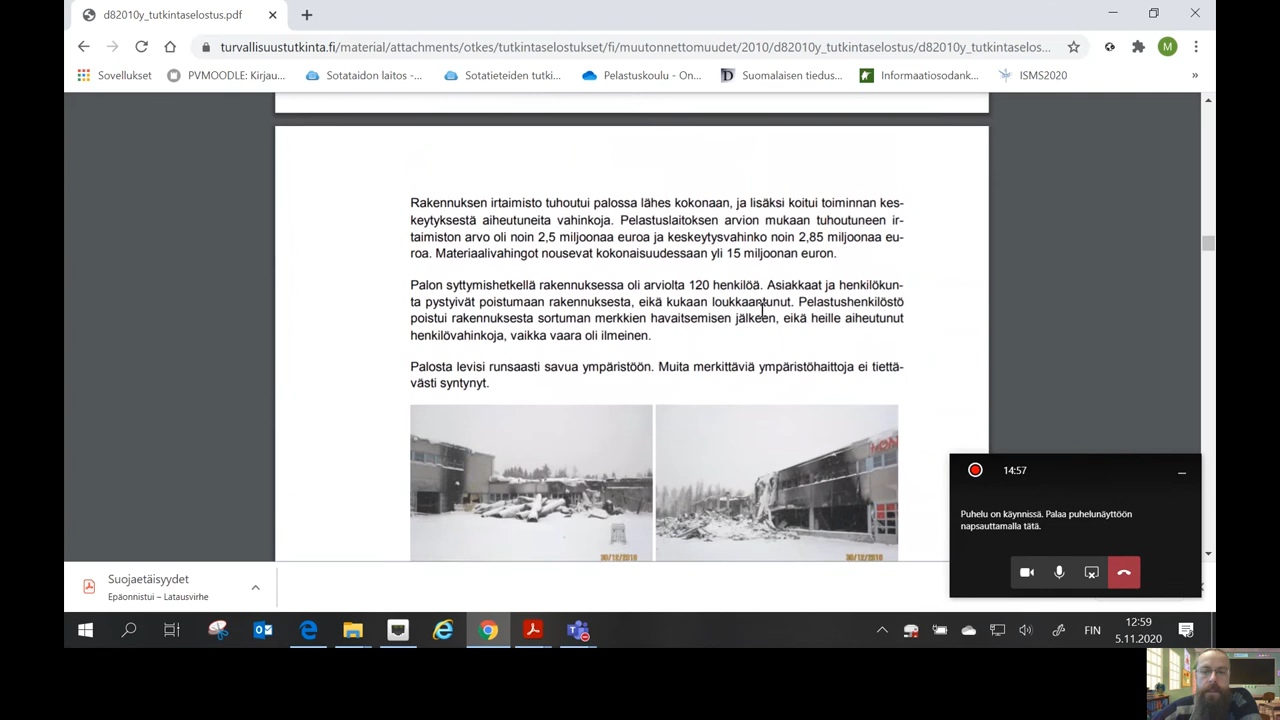 d82010y_tutkintaselostus.pdf
turvallisuustutkinta.fi/material/attachments/otkes/tutkintaselostukset/fi/muutonnettomuudet/2010/d82010y_tutkintaselostus/d82010y_tutkintaselos...
M
Sovellukset
PVMOODLE: Kirjau...
Sotataidon laitos -...
Sotatieteiden tutki...
Pelastuskoulu - On...
Suomalaisen tiedus...
Informaatiosodank...
ISMS2020
»
Rakennuksen irtaimisto tuhoutui palossa lähes kokonaan, ja lisäksi koitui toiminnan kes-
keytyksestä aiheutuneita vahinkoja. Pelastuslaitoksen arvion mukaan tuhoutuneen ir-
taimiston arvo oli noin 2,5 miljoonaa euroa ja keskeytysvahinko noin 2,85 miljoonaa eu-
roa. Materiaalivahingot nousevat kokonaisuudessaan yli 15 miljoonan euron.
Palon syttymishetkellä rakennuksessa oli arviolta 120 henkilöä. Asiakkaat ja henkilökun-
ta pystyivät poistumaan rakennuksesta, eikä kukaan loukkaantunut. Pelastushenkilöstö
poistui rakennuksesta sortuman merkkien havaitsemisen jälkeen, eikä heille aiheutunut
henkilövahinkoja, vaikka vaara oli ilmeinen.
Palosta levisi runsaasti savua ympäristöön. Muita merkittäviä ympäristöhaittoja ei tiettä-
västi syntynyt.
30/12/2010
30/12/2010
14:57
Puhelu on käynnissä. Palaa puhelunäyttöön
napsauttamalla tätä.
Suojaetäisyydet
Epäonnistui – Latausvirhe
FIN
12:59
5.11.2020